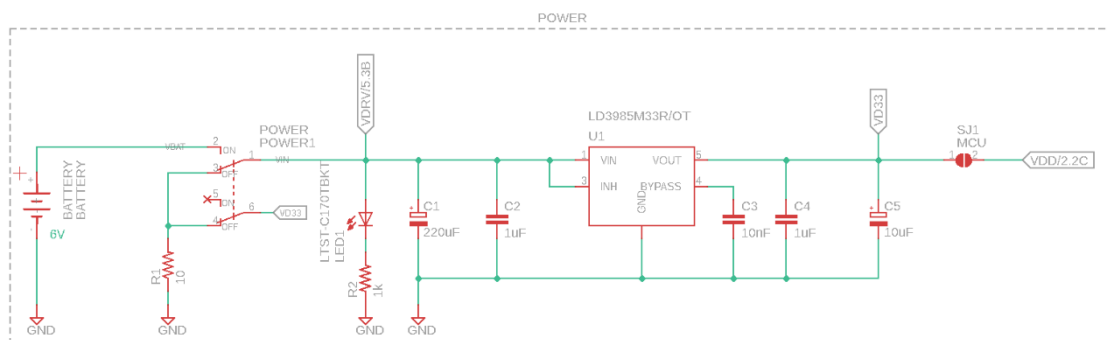 POWER
VDRV/5.3B
VD33
LD3985M33R/OT
U1
SJ1
MCU
POWER
POWER1
2
VBAT
ON
1
VIN
3
OFF
5
ON
4
OFF
6
VD33
1
VIN
VOUT
5
3
INH
BYPASS
4
GND
1
2
VDD/2.2C
+
+
-
BATTERY
BATTERY
6V
LTST-C170TBKT
LED1
+
C1
220uF
C2
1uF
C3
10nF
C4
1uF
+
C5
10uF
R1
10
R2
1k
GND
GND
GND
GND